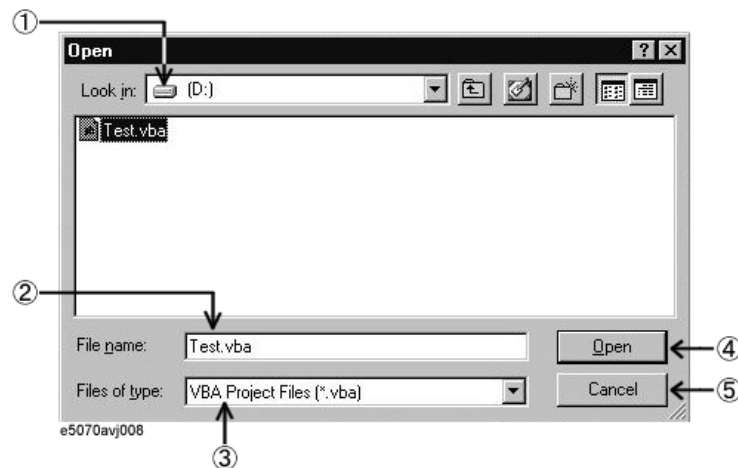 ①
Open
Look in: (D:)
Test.vba
②
File name: Test.vba Open ④
Files of type: VBA Project Files (*.vba) Cancel ⑤
e5070avj008
③